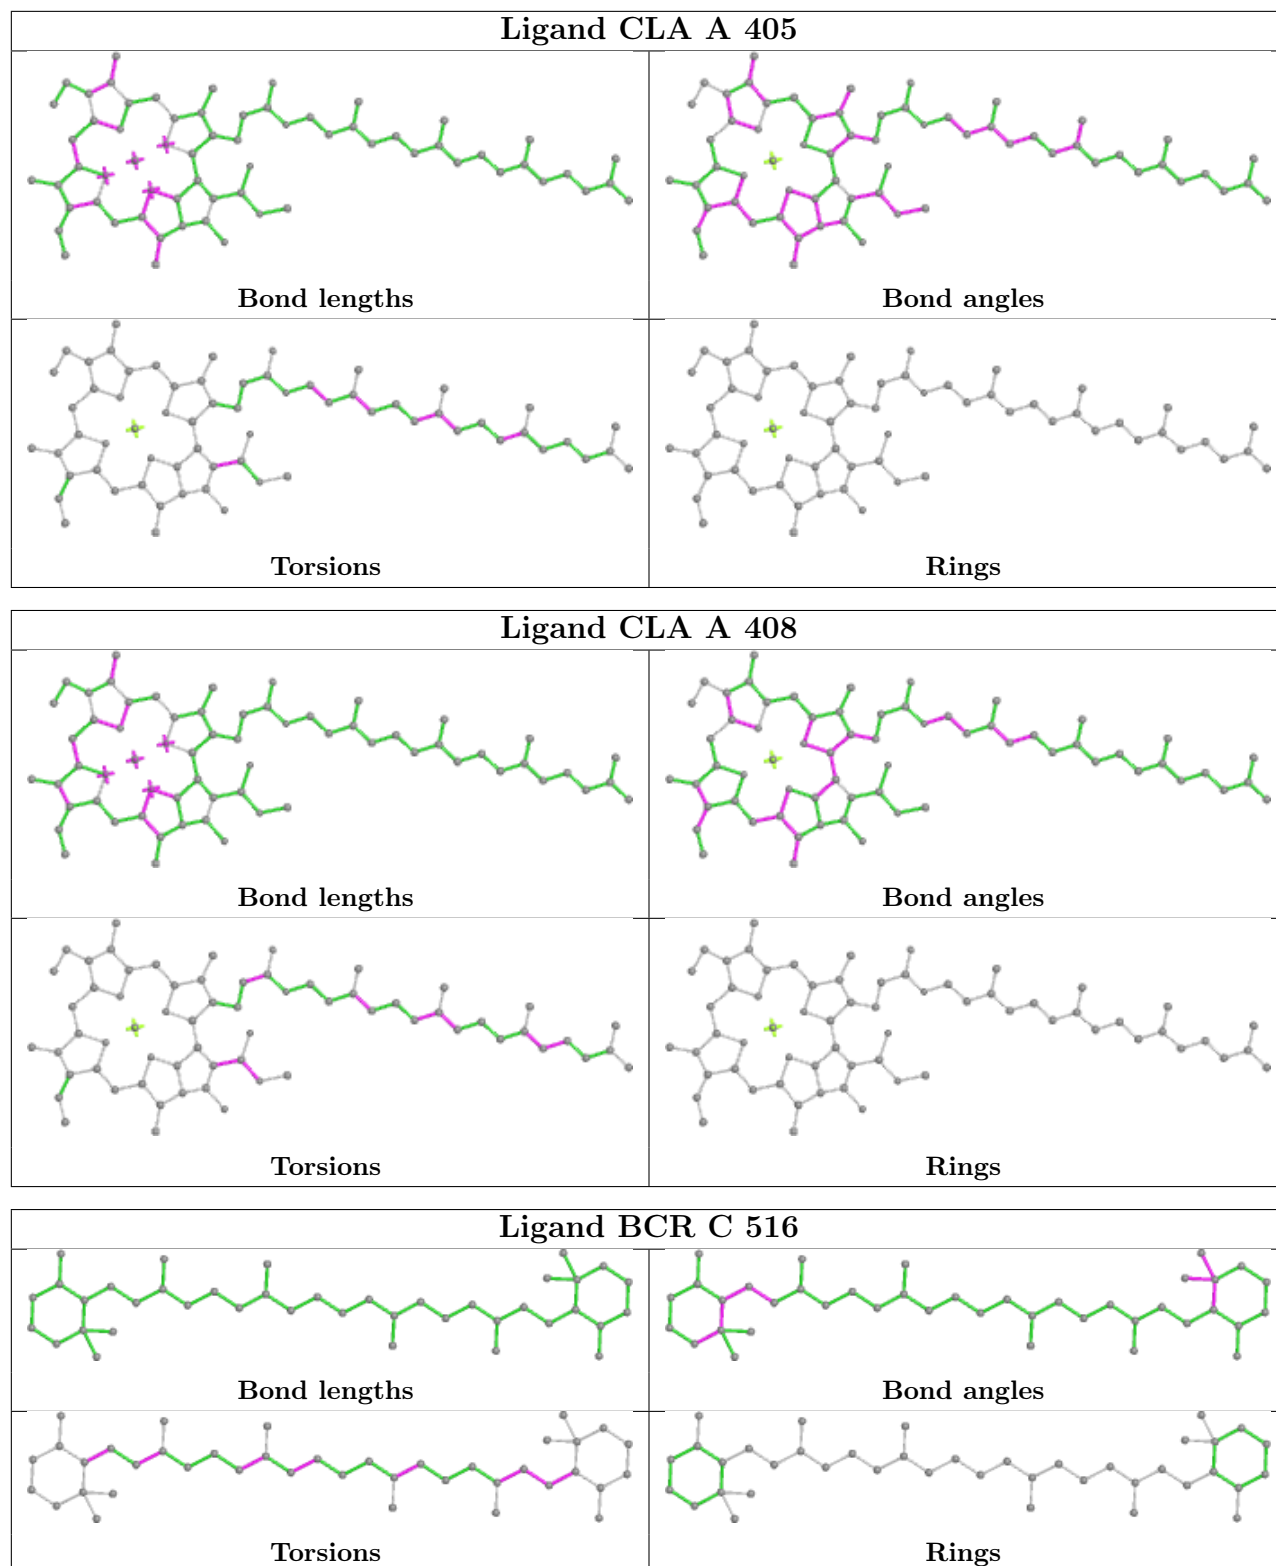 Ligand CLA A 405
Bond lengths
Bond angles
Torsions
Rings
Ligand CLA A 408
Bond lengths
Bond angles
Torsions
Rings
Ligand BCR C 516
Bond lengths
Bond angles
Torsions
Rings